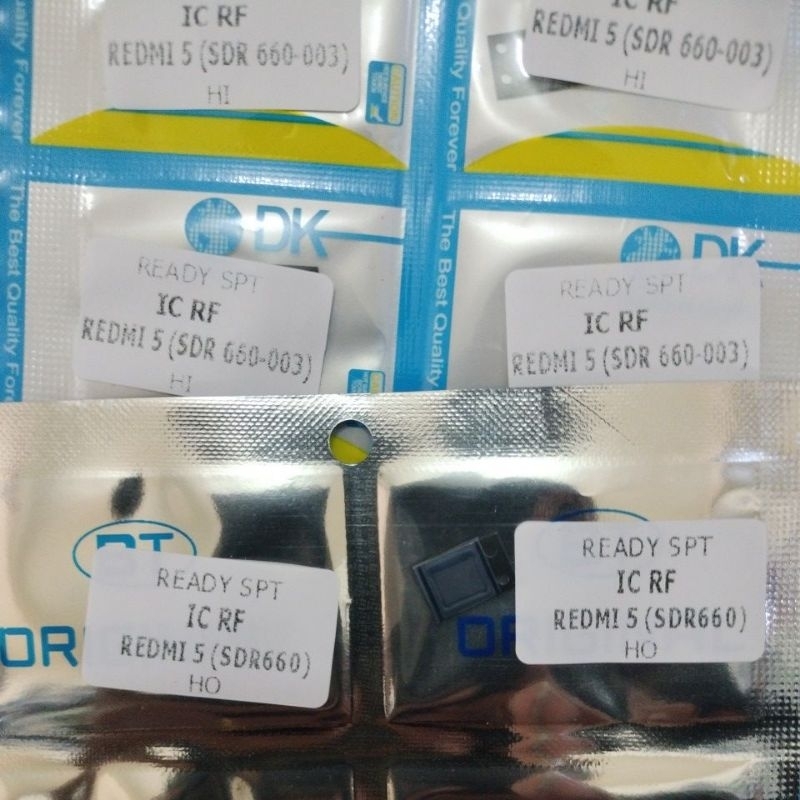 IC RF
REDMI 5 (SDR 660-003)
HI
IC RF
REDMI 5 (SDR 660-003)
HI
Quality Forever
The Best Quality
Quality Forever
The Best Quality
DK
READY SPT
IC RF
REDMI 5 (SDR 660-003)
HI
DK
READY SPT
IC RF
REDMI 5 (SDR 660-003)
READY SPT
IC RF
REDMI 5 (SDR660)
HO
READY SPT
IC RF
REDMI 5 (SDR660)
HO